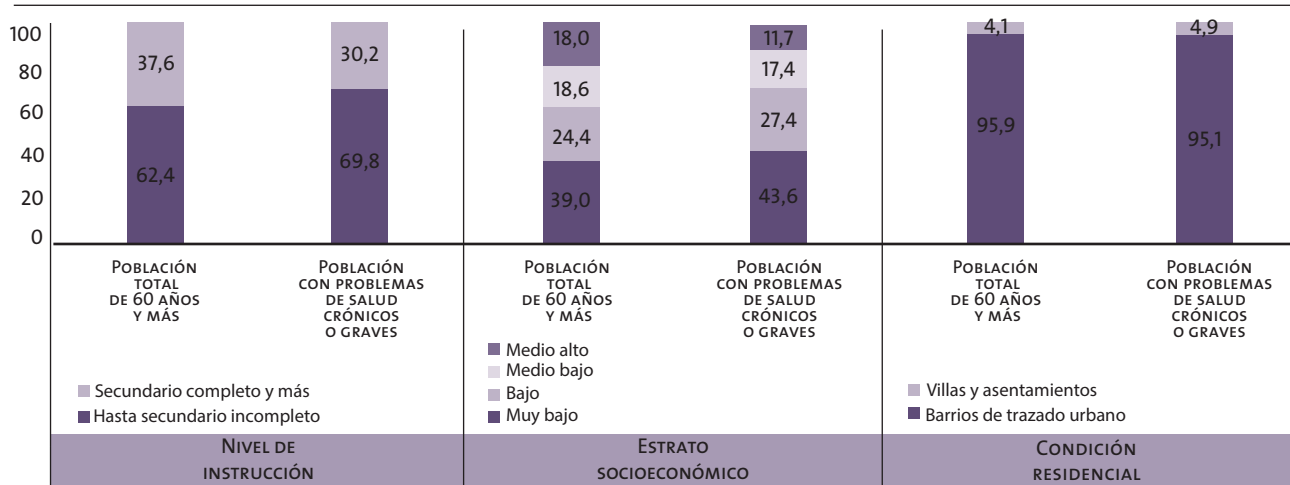 100
80
60
40
20
0
37,6
62,4
30,2
69,8
18,0
18,6
24,4
39,0
11,7
17,4
27,4
43,6
4,1
95,9
4,9
95,1
POBLACIÓN
TOTAL
DE 60 AÑOS
Y MÁS
POBLACIÓN
CON PROBLEMAS
DE SALUD
CRÓNICOS
O GRAVES
POBLACIÓN
TOTAL
DE 60 AÑOS
Y MÁS
POBLACIÓN
CON PROBLEMAS
DE SALUD
CRÓNICOS
O GRAVES
POBLACIÓN
TOTAL
DE 60 AÑOS
Y MÁS
POBLACIÓN
CON PROBLEMAS
DE SALUD
CRÓNICOS
O GRAVES
Secundario completo y más
Hasta secundario incompleto
Medio alto
Medio bajo
Bajo
Muy bajo
Villas y asentamientos
Barrios de trazado urbano
NIVEL DE
INSTRUCCIÓN
ESTRATO
SOCIOECONÓMICO
CONDICIÓN
RESIDENCIAL